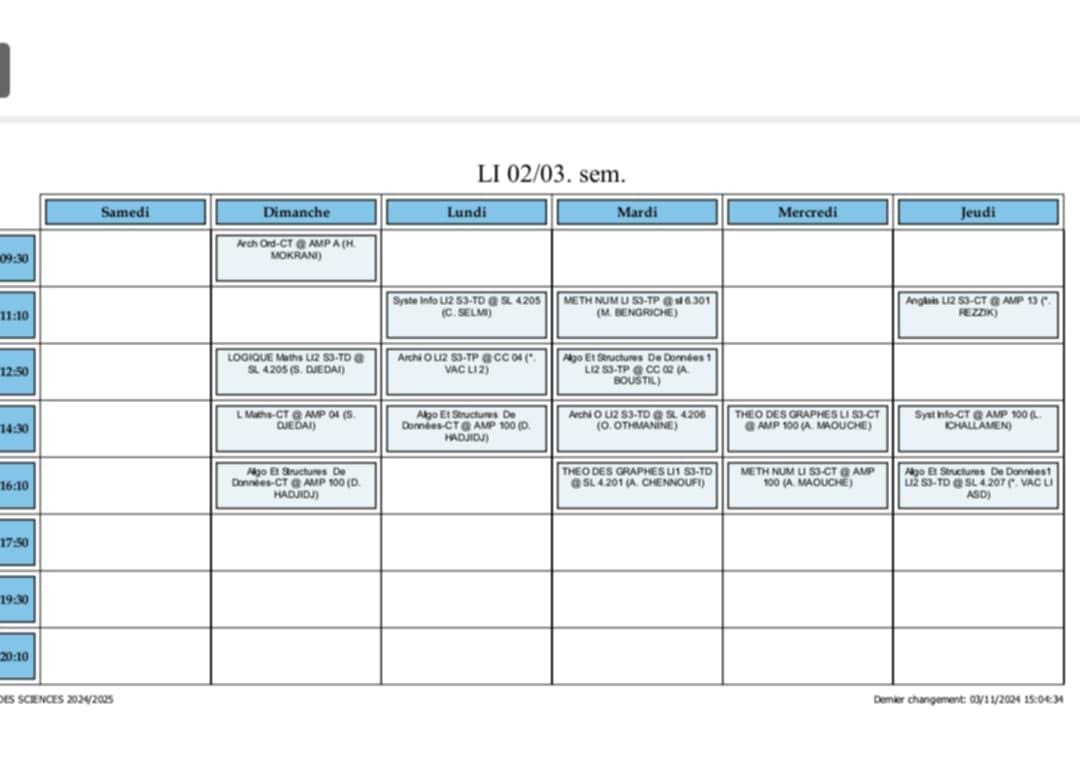 LI 02/03. sem.
Samedi Dimanche Lundi Mardi Mercredi Jeudi
09:30
Arch Ord-CT @ AMP A (H.
MOKRANI)
11:10
Syste Info LI2 S3-TD @ SL 4.205
(C. SELMI)
METH NUM LI S3-TP @ sl 6.301
(M. BENGRICHE)
Anglais LI2 S3-CT @ AMP 13 (*.
REZZIK)
12:50
LOGIQUE Maths LI2 S3-TD @
SL 4.205 (S. DJEDAI)
Archi O LI2 S3-TP @ CC 04 (*.
VAC LI 2)
Algo Et Structures De Données 1
LI2 S3-TP @ CC 02 (A.
BOUSTIL)
14:30
L Maths-CT @ AMP 04 (S.
DJEDAI)
Algo Et Structures De
Données-CT @ AMP 100 (D.
HADJIDJ)
Archi O LI2 S3-TD @ SL 4.206
(O. OTHMANINE)
THEO DES GRAPHES LI S3-CT
@ AMP 100 (A. MAOUCHE)
Syst Info-CT @ AMP 100 (L.
ICHALLAMEN)
16:10
Algo Et Structures De
Données-CT @ AMP 100 (D.
HADJIDJ)
THEO DES GRAPHES LI1 S3-TD
@ SL 4.201 (A. CHENNOUFI)
METH NUM LI S3-CT @ AMP
100 (A. MAOUCHE)
Algo Et Structures De Données1
LI2 S3-TD @ SL 4.207 (*. VAC LI
ASD)
17:50
19:30
20:10
DES SCIENCES 2024/2025
Dernier changement: 03/11/2024 15:04:34